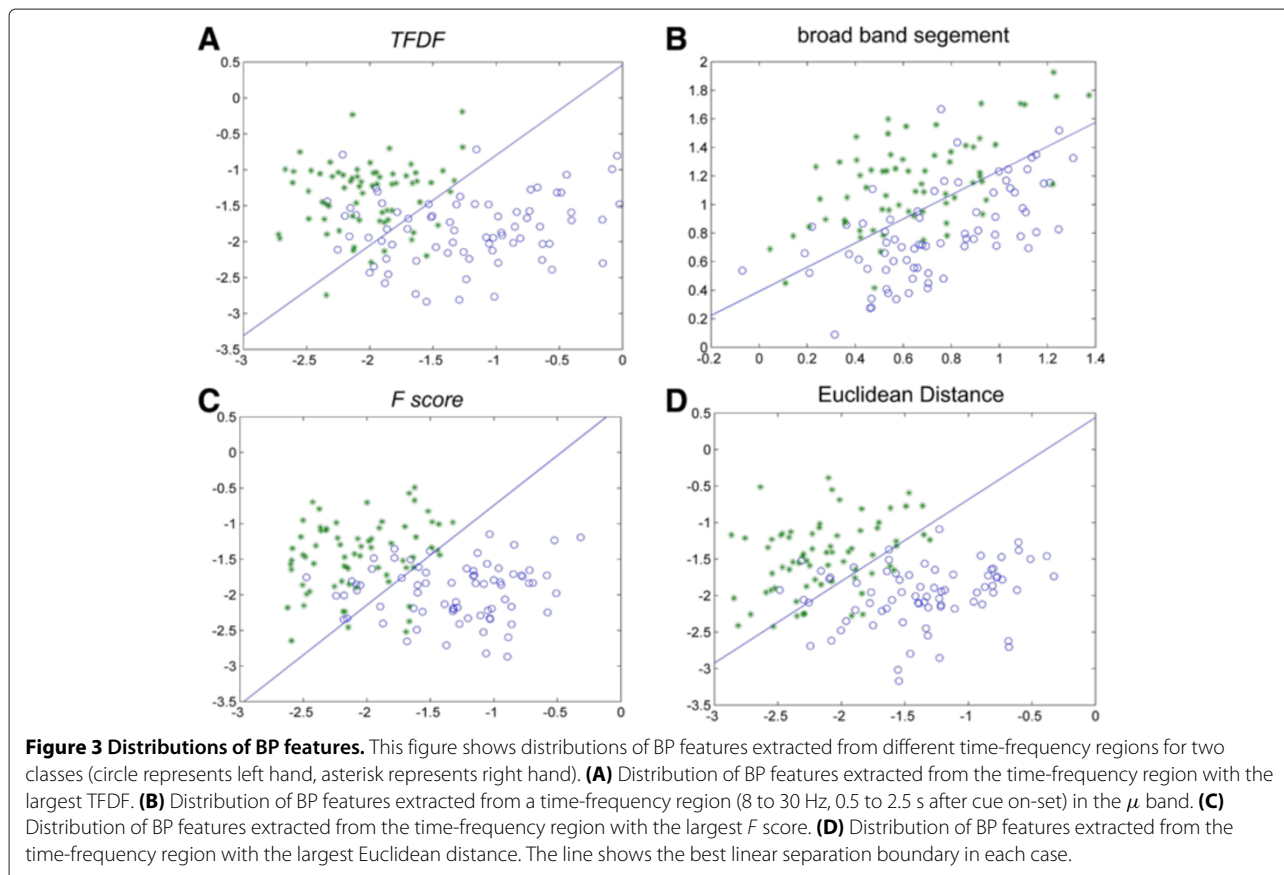 A
TFDF
0.5
0
-0.5
-1
-1.5
-2
-2.5
-3
-3.5
-3 -2.5 -2 -1.5 -1 -0.5 0
B
broad band segement
2
1.8
1.6
1.4
1.2
1
0.8
0.6
0.4
0.2
0
-0.2 0 0.2 0.4 0.6 0.8 1 1.2 1.4
C
F score
0.5
0
-0.5
-1
-1.5
-2
-2.5
-3
-3.5
-3 -2.5 -2 -1.5 -1 -0.5 0
D
Euclidean Distance
0.5
0
-0.5
-1
-1.5
-2
-2.5
-3
-3.5
-3 -2.5 -2 -1.5 -1 -0.5 0
Figure 3 Distributions of BP features. This figure shows distributions of BP features extracted from different time-frequency regions for two
classes (circle represents left hand, asterisk represents right hand). (A) Distribution of BP features extracted from the time-frequency region with the
largest TFDF. (B) Distribution of BP features extracted from a time-frequency region (8 to 30 Hz, 0.5 to 2.5 s after cue on-set) in the μ band. (C)
Distribution of BP features extracted from the time-frequency region with the largest F score. (D) Distribution of BP features extracted from the
time-frequency region with the largest Euclidean distance. The line shows the best linear separation boundary in each case.